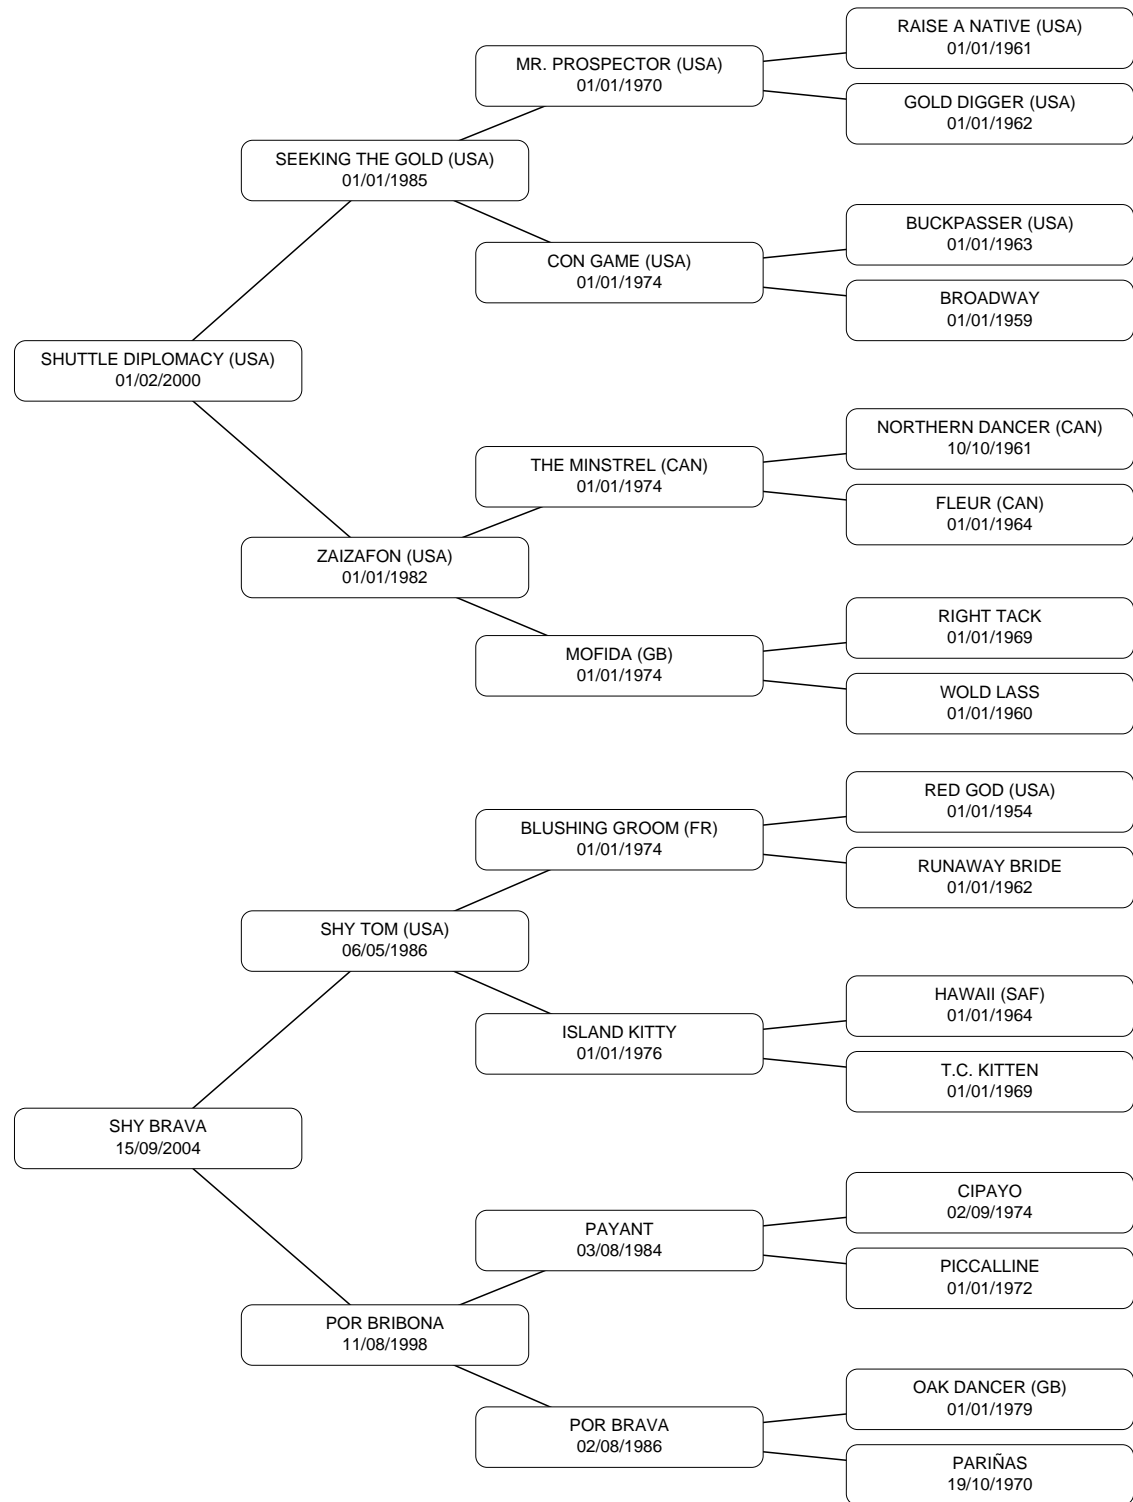 RAISE A NATIVE (USA)
01/01/1961
MR. PROSPECTOR (USA)
01/01/1970
GOLD DIGGER (USA)
01/01/1962
SEEKING THE GOLD (USA)
01/01/1985
BUCKPASSER (USA)
01/01/1963
CON GAME (USA)
01/01/1974
BROADWAY
01/01/1959
SHUTTLE DIPLOMACY (USA)
01/02/2000
NORTHERN DANCER (CAN)
10/10/1961
THE MINSTREL (CAN)
01/01/1974
FLEUR (CAN)
01/01/1964
ZAIZAFON (USA)
01/01/1982
RIGHT TACK
01/01/1969
MOFIDA (GB)
01/01/1974
WOLD LASS
01/01/1960
RED GOD (USA)
01/01/1954
BLUSHING GROOM (FR)
01/01/1974
RUNAWAY BRIDE
01/01/1962
SHY TOM (USA)
06/05/1986
HAWAII (SAF)
01/01/1964
ISLAND KITTY
01/01/1976
T.C. KITTEN
01/01/1969
SHY BRAVA
15/09/2004
CIPAYO
02/09/1974
PAYANT
03/08/1984
PICCALLINE
01/01/1972
POR BRIBONA
11/08/1998
OAK DANCER (GB)
01/01/1979
POR BRAVA
02/08/1986
PARIÑAS
19/10/1970